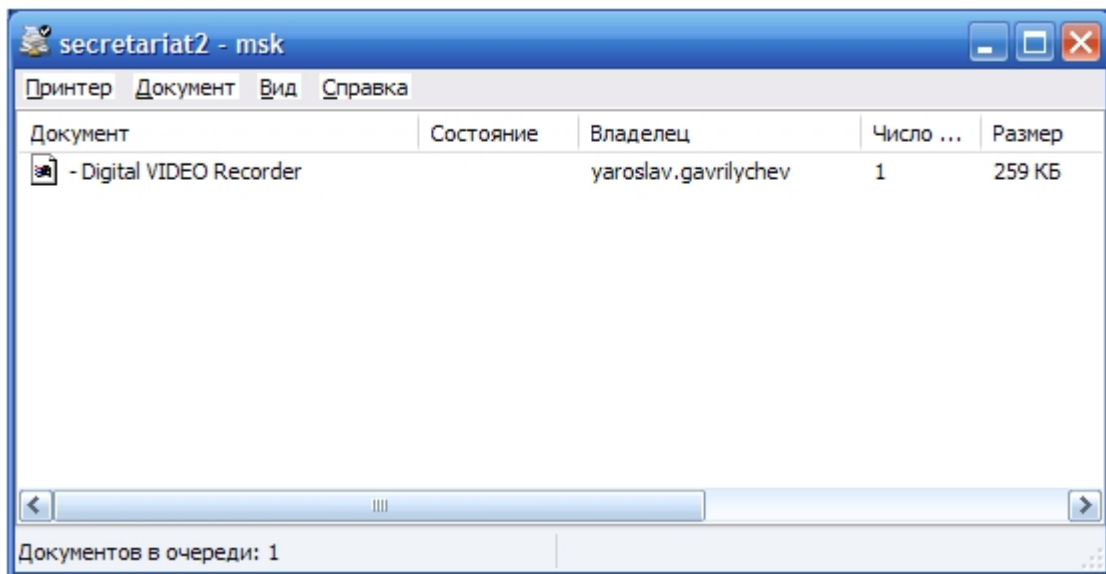 secretariat2 - msk
Принтер Документ Вид Справка
Документ Состояние Владелец Число ... Размер
- Digital VIDEO Recorder yaroslav.gavrilychev 1 259 КБ
Документов в очереди: 1